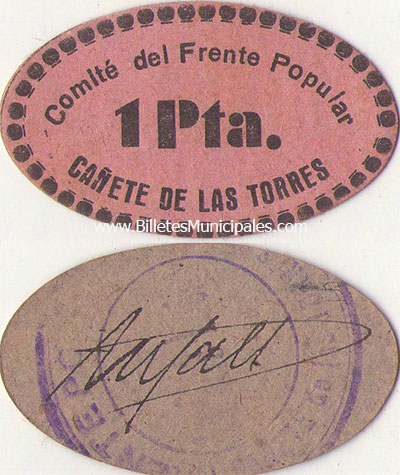 Comité del Frente Popular
1 Pta.
CAÑETE DE LAS TORRES
www.BilletesMunicipales.com